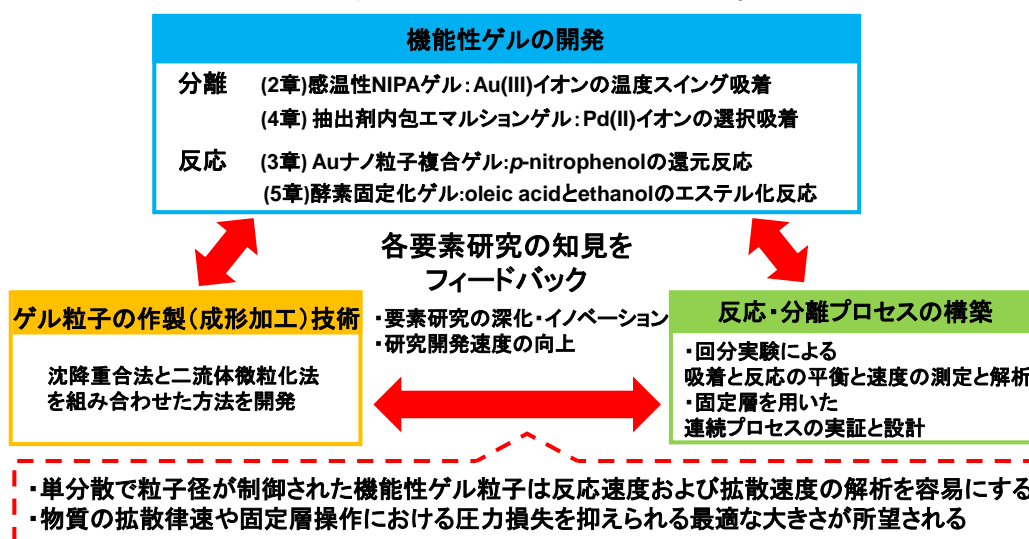 機能性ゲルの開発
分離 (2章)感温性NIPAゲル：Au(III)イオンの温度スイング吸着
(4章) 抽出剤内包エマルションゲル：Pd(II)イオンの選択吸着
反応 (3章) Auナノ粒子複合ゲル:p-nitrophenolの還元反応
(5章)酵素固定化ゲル:oleic acidとethanolのエステル化反応
各要素研究の知見を
フィードバック
・要素研究の深化・イノベーション
・研究開発速度の向上
ゲル粒子の作製（成形加工）技術
沈降重合法と二流体微粒化法
を組み合わせた方法を開発
反応・分離プロセスの構築
・回分実験による
吸着と反応の平衡と速度の測定と解析
・固定層を用いた
連続プロセスの実証と設計
・単分散で粒子径が制御された機能性ゲル粒子は反応速度および拡散速度の解析を容易にする
・物質の拡散律速や固定層操作における圧力損失を抑えられる最適な大きさが所望される